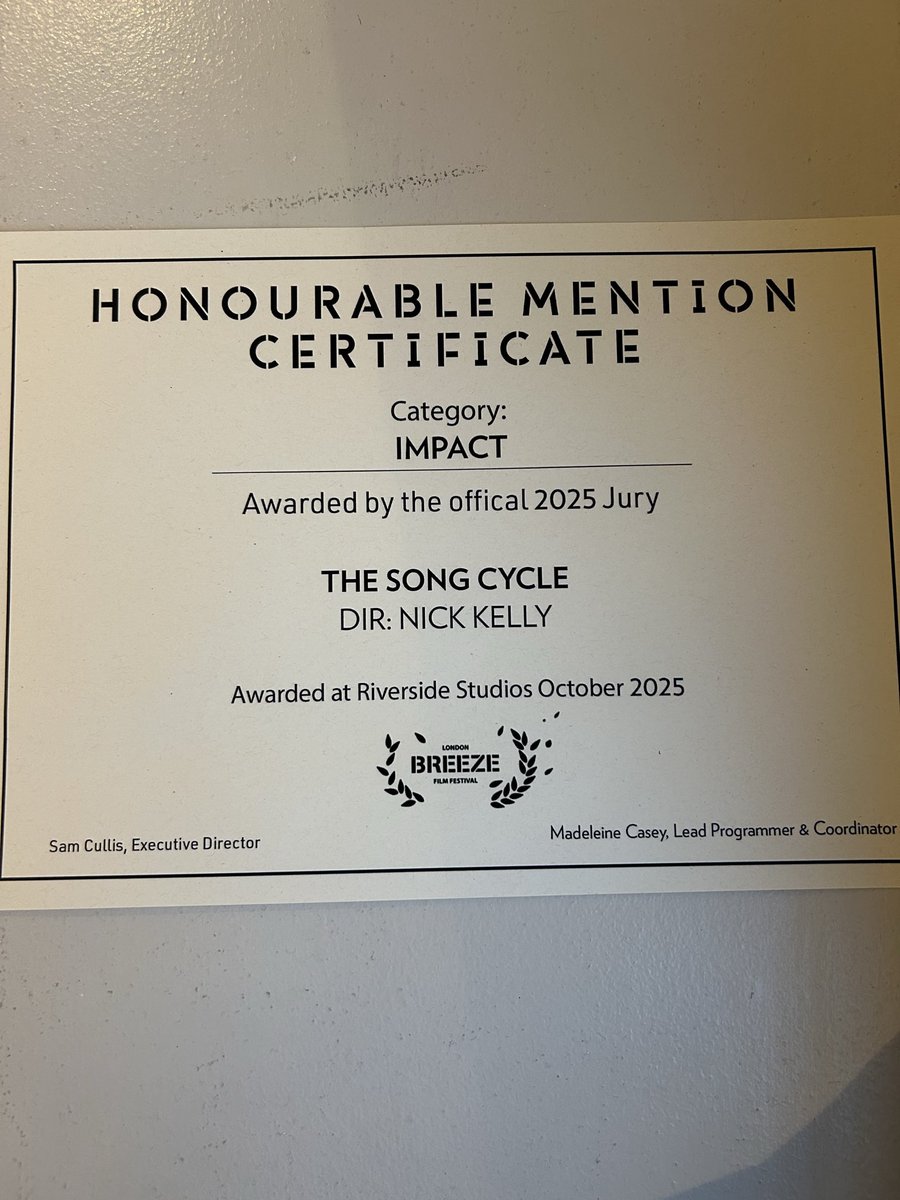 HONOURABLE MENTION
CERTIFICATE
Category:
IMPACT
Awarded by the offical 2025 Jury
THE SONG CYCLE
DIR: NICK KELLY
Awarded at Riverside Studios October 2025
LONDON
BREEZE
FILM FESTIVAL
Sam Cullis, Executive Director
Madeleine Casey, Lead Programmer & Coordinator